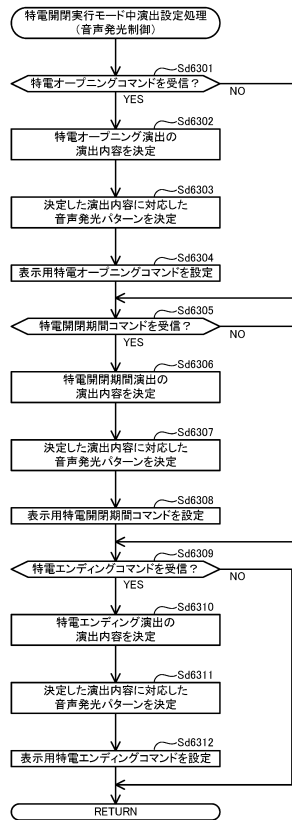 特電開閉実行モード中演出設定処理
（音声発光制御）
Sd6301
特電オープニングコマンドを受信？
NO
YES
Sd6302
特電オープニング演出の
演出内容を決定
Sd6303
決定した演出内容に対応した
音声発光パターンを決定
Sd6304
表示用特電オープニングコマンドを設定
Sd6305
特電開閉期間コマンドを受信？
NO
YES
Sd6306
特電開閉期間演出の
演出内容を決定
Sd6307
決定した演出内容に対応した
音声発光パターンを決定
Sd6308
表示用特電開閉期間コマンドを設定
Sd6309
特電エンディングコマンドを受信？
NO
YES
Sd6310
特電エンディング演出の
演出内容を決定
Sd6311
決定した演出内容に対応した
音声発光パターンを決定
Sd6312
表示用特電エンディングコマンドを設定
RETURN